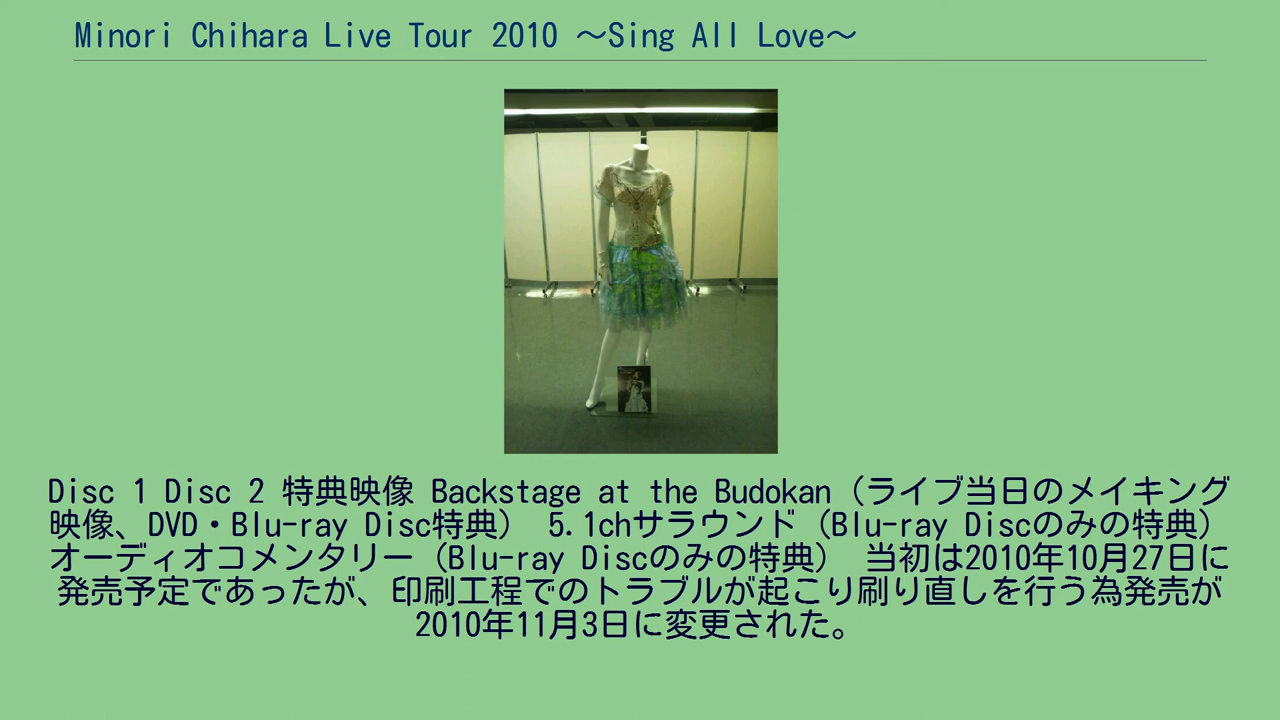 Minori Chihara Live Tour 2010 〜Sing All Love〜
Disc 1 Disc 2 特典映像 Backstage at the Budokan（ライブ当日のメイキング
映像、DVD・Blu-ray Disc特典） 5.1chサラウンド（Blu-ray Discのみの特典）
オーディオコメンタリー（Blu-ray Discのみの特典） 当初は2010年10月27日に
発売予定であったが、印刷工程でのトラブルが起こり刷り直しを行う為発売が
2010年11月3日に変更された。